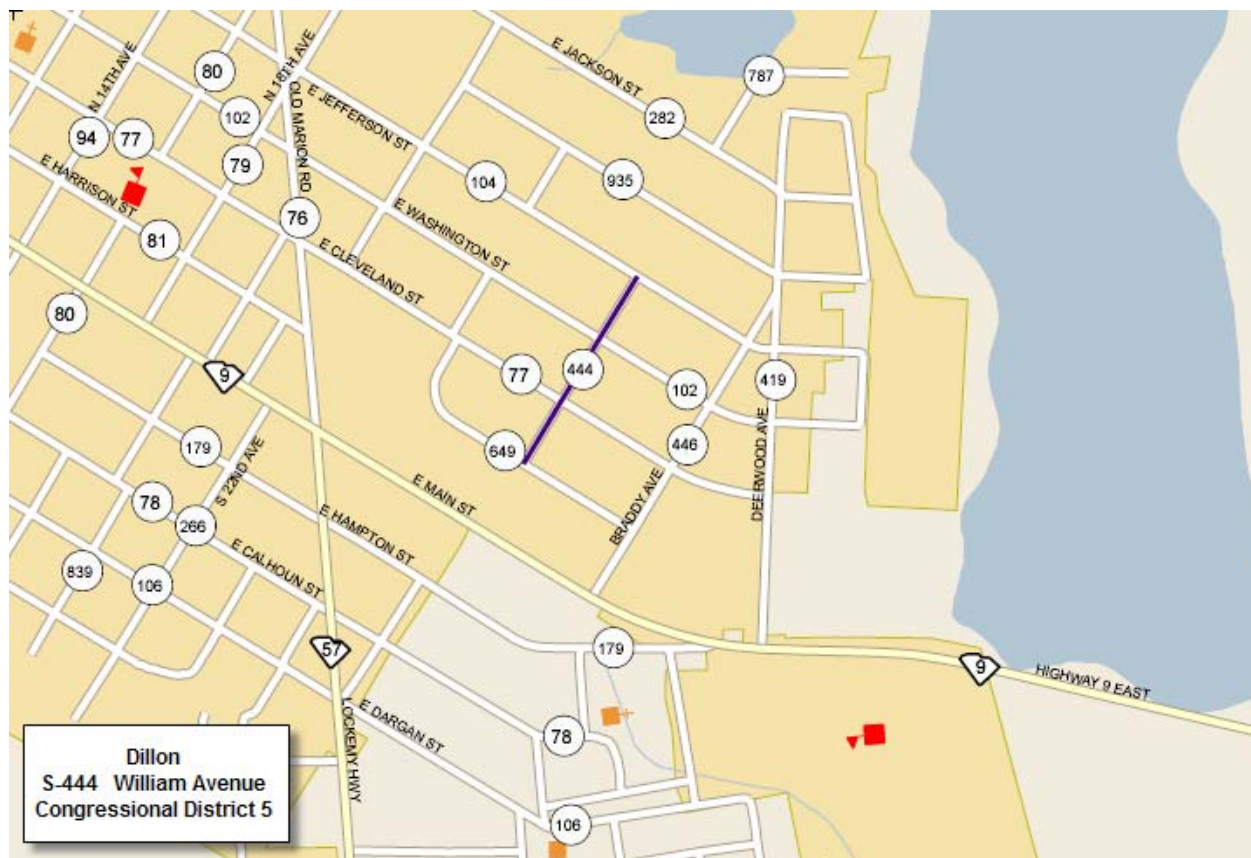 E JACKSON ST
787
80
N 18TH AVE
N 14TH AVE
OLD MARION RD
E JEFFERSON ST
102
282
94
77
79
104
935
E HARRISON ST
E WASHINGTON ST
76
81
E CLEVELAND ST
80
9
444
77
102
419
446
179
S 22ND AVE
649
E MAIN ST
BRADDY AVE
DEERWOOD AVE
78
266
E HAMPTON ST
E CALHOUN ST
839
106
57
179
9
HIGHWAY 9 EAST
LOCKEMY HWY
E DARGAN ST
78
106
Dillon
S-444 William Avenue
Congressional District 5